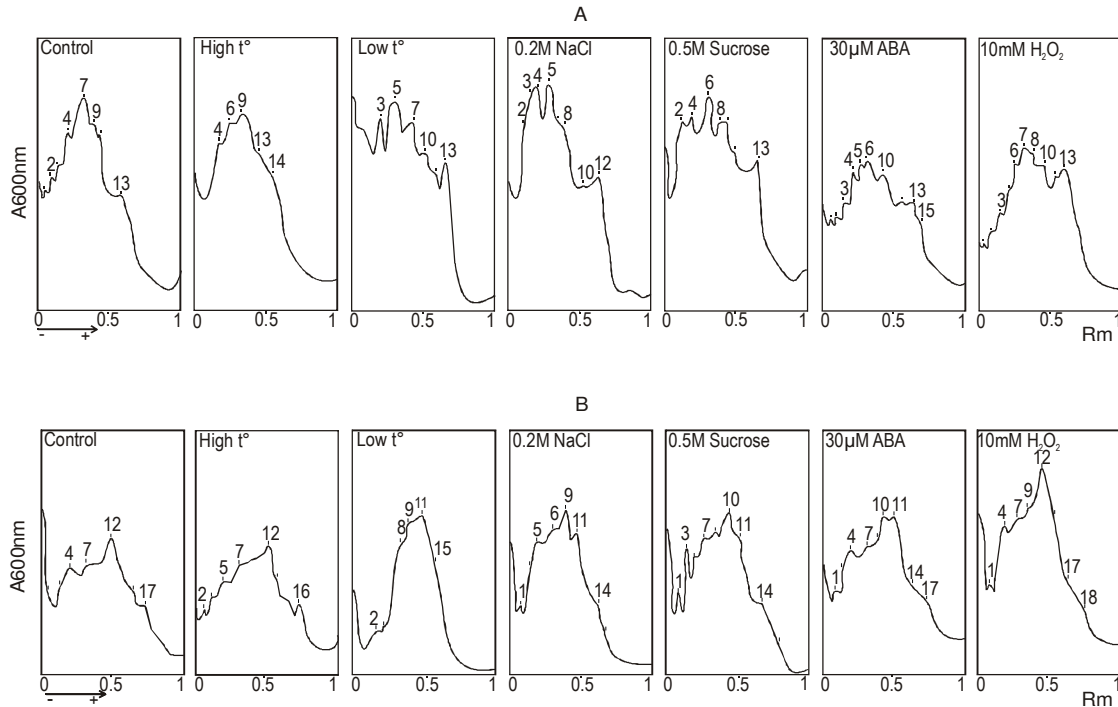 A
Control
High t°
Low t°
0.2M NaCl
0.5M Sucrose
30µM ABA
10mM H₂O₂
A600nm
2 4 7 9 13
4 6 9 13 14
3 5 7 10 13
2 3 4 5 8 10 12
2 4 6 8 13
3 4 5 6 10 13 15
3 6 7 8 10 13
0 0.5 1
0 0.5 1
0 0.5 1
0 0.5 1
0 0.5 1
0 0.5 1
0 0.5 1
- +
Rm
B
Control
High t°
Low t°
0.2M NaCl
0.5M Sucrose
30µM ABA
10mM H₂O₂
A600nm
4 7 12 17
2 5 7 12 16
2 8 9 11 15
1 5 6 9 11 14
1 3 7 10 11 14
1 4 7 10 11 14 17
1 4 7 9 12 17 18
0 0.5 1
0 0.5 1
0 0.5 1
0 0.5 1
0 0.5 1
0 0.5 1
0 0.5 1
- +
Rm